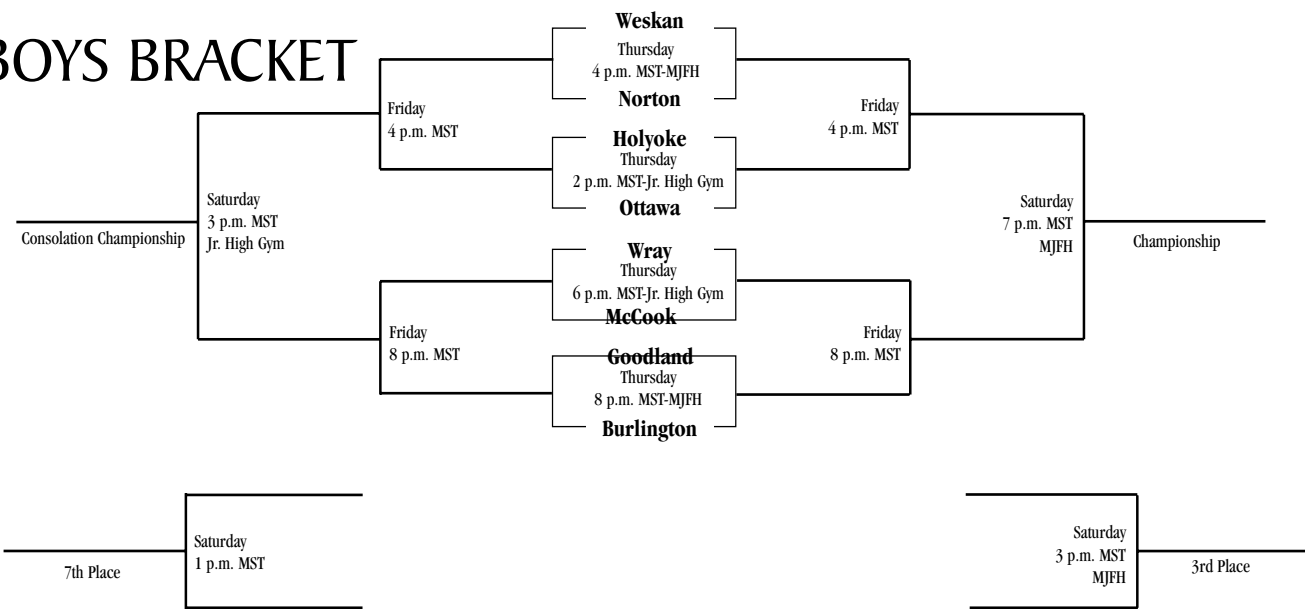 BOYS BRACKET
Weskan
Thursday
4 p.m. MST-MJFH
Norton
Friday
4 p.m. MST
Friday
4 p.m. MST
Holyoke
Thursday
2 p.m. MST-Jr. High Gym
Ottawa
Saturday
3 p.m. MST
Jr. High Gym
Consolation Championship
Saturday
7 p.m. MST
MJFH
Championship
Wray
Thursday
6 p.m. MST-Jr. High Gym
McCook
Friday
8 p.m. MST
Friday
8 p.m. MST
Goodland
Thursday
8 p.m. MST-MJFH
Burlington
Saturday
1 p.m. MST
7th Place
Saturday
3 p.m. MST
MJFH
3rd Place